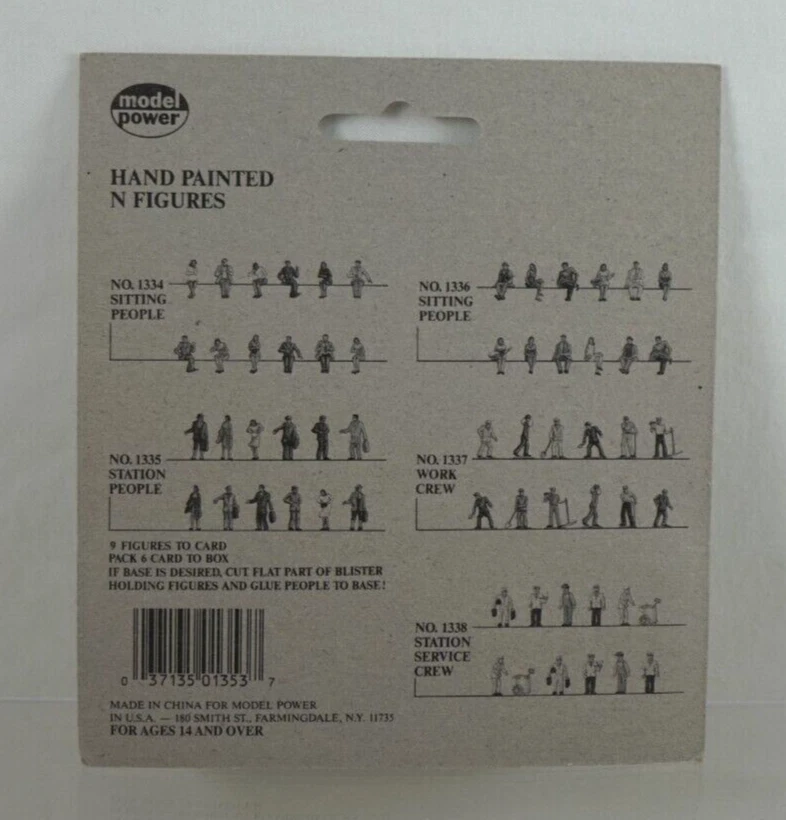 model
power
HAND PAINTED
N FIGURES
NO. 1334
SITTING
PEOPLE
NO. 1336
SITTING
PEOPLE
NO. 1335
STATION
PEOPLE
NO. 1337
WORK
CREW
9 FIGURES TO CARD
PACK 6 CARD TO BOX
IF BASE IS DESIRED, CUT FLAT PART OF BLISTER
HOLDING FIGURES AND GLUE PEOPLE TO BASE!
NO. 1338
STATION
SERVICE
CREW
0 37135 01353 7
MADE IN CHINA FOR MODEL POWER
IN U.S.A. — 180 SMITH ST., FARMINGDALE, N.Y. 11735
FOR AGES 14 AND OVER